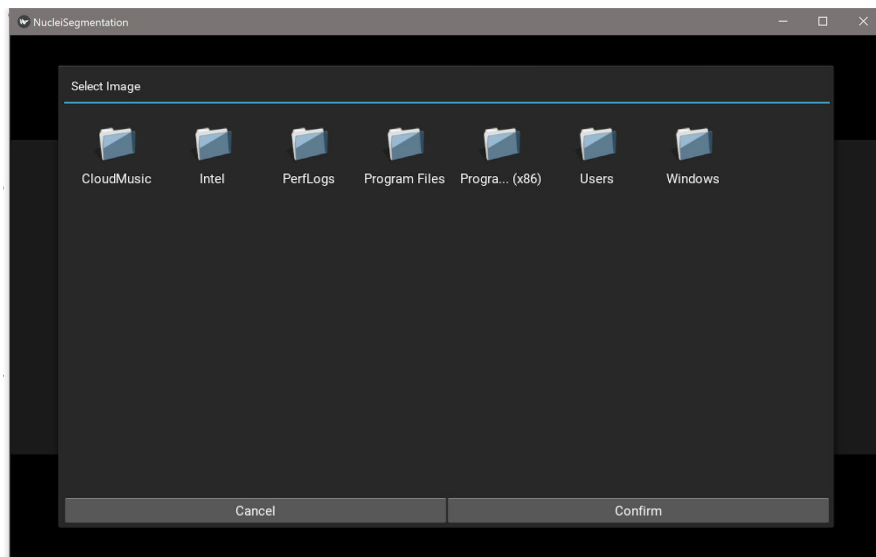 NucleiSegmentation
Select Image
CloudMusic Intel PerfLogs Program Files Progra... (x86) Users Windows
Cancel Confirm